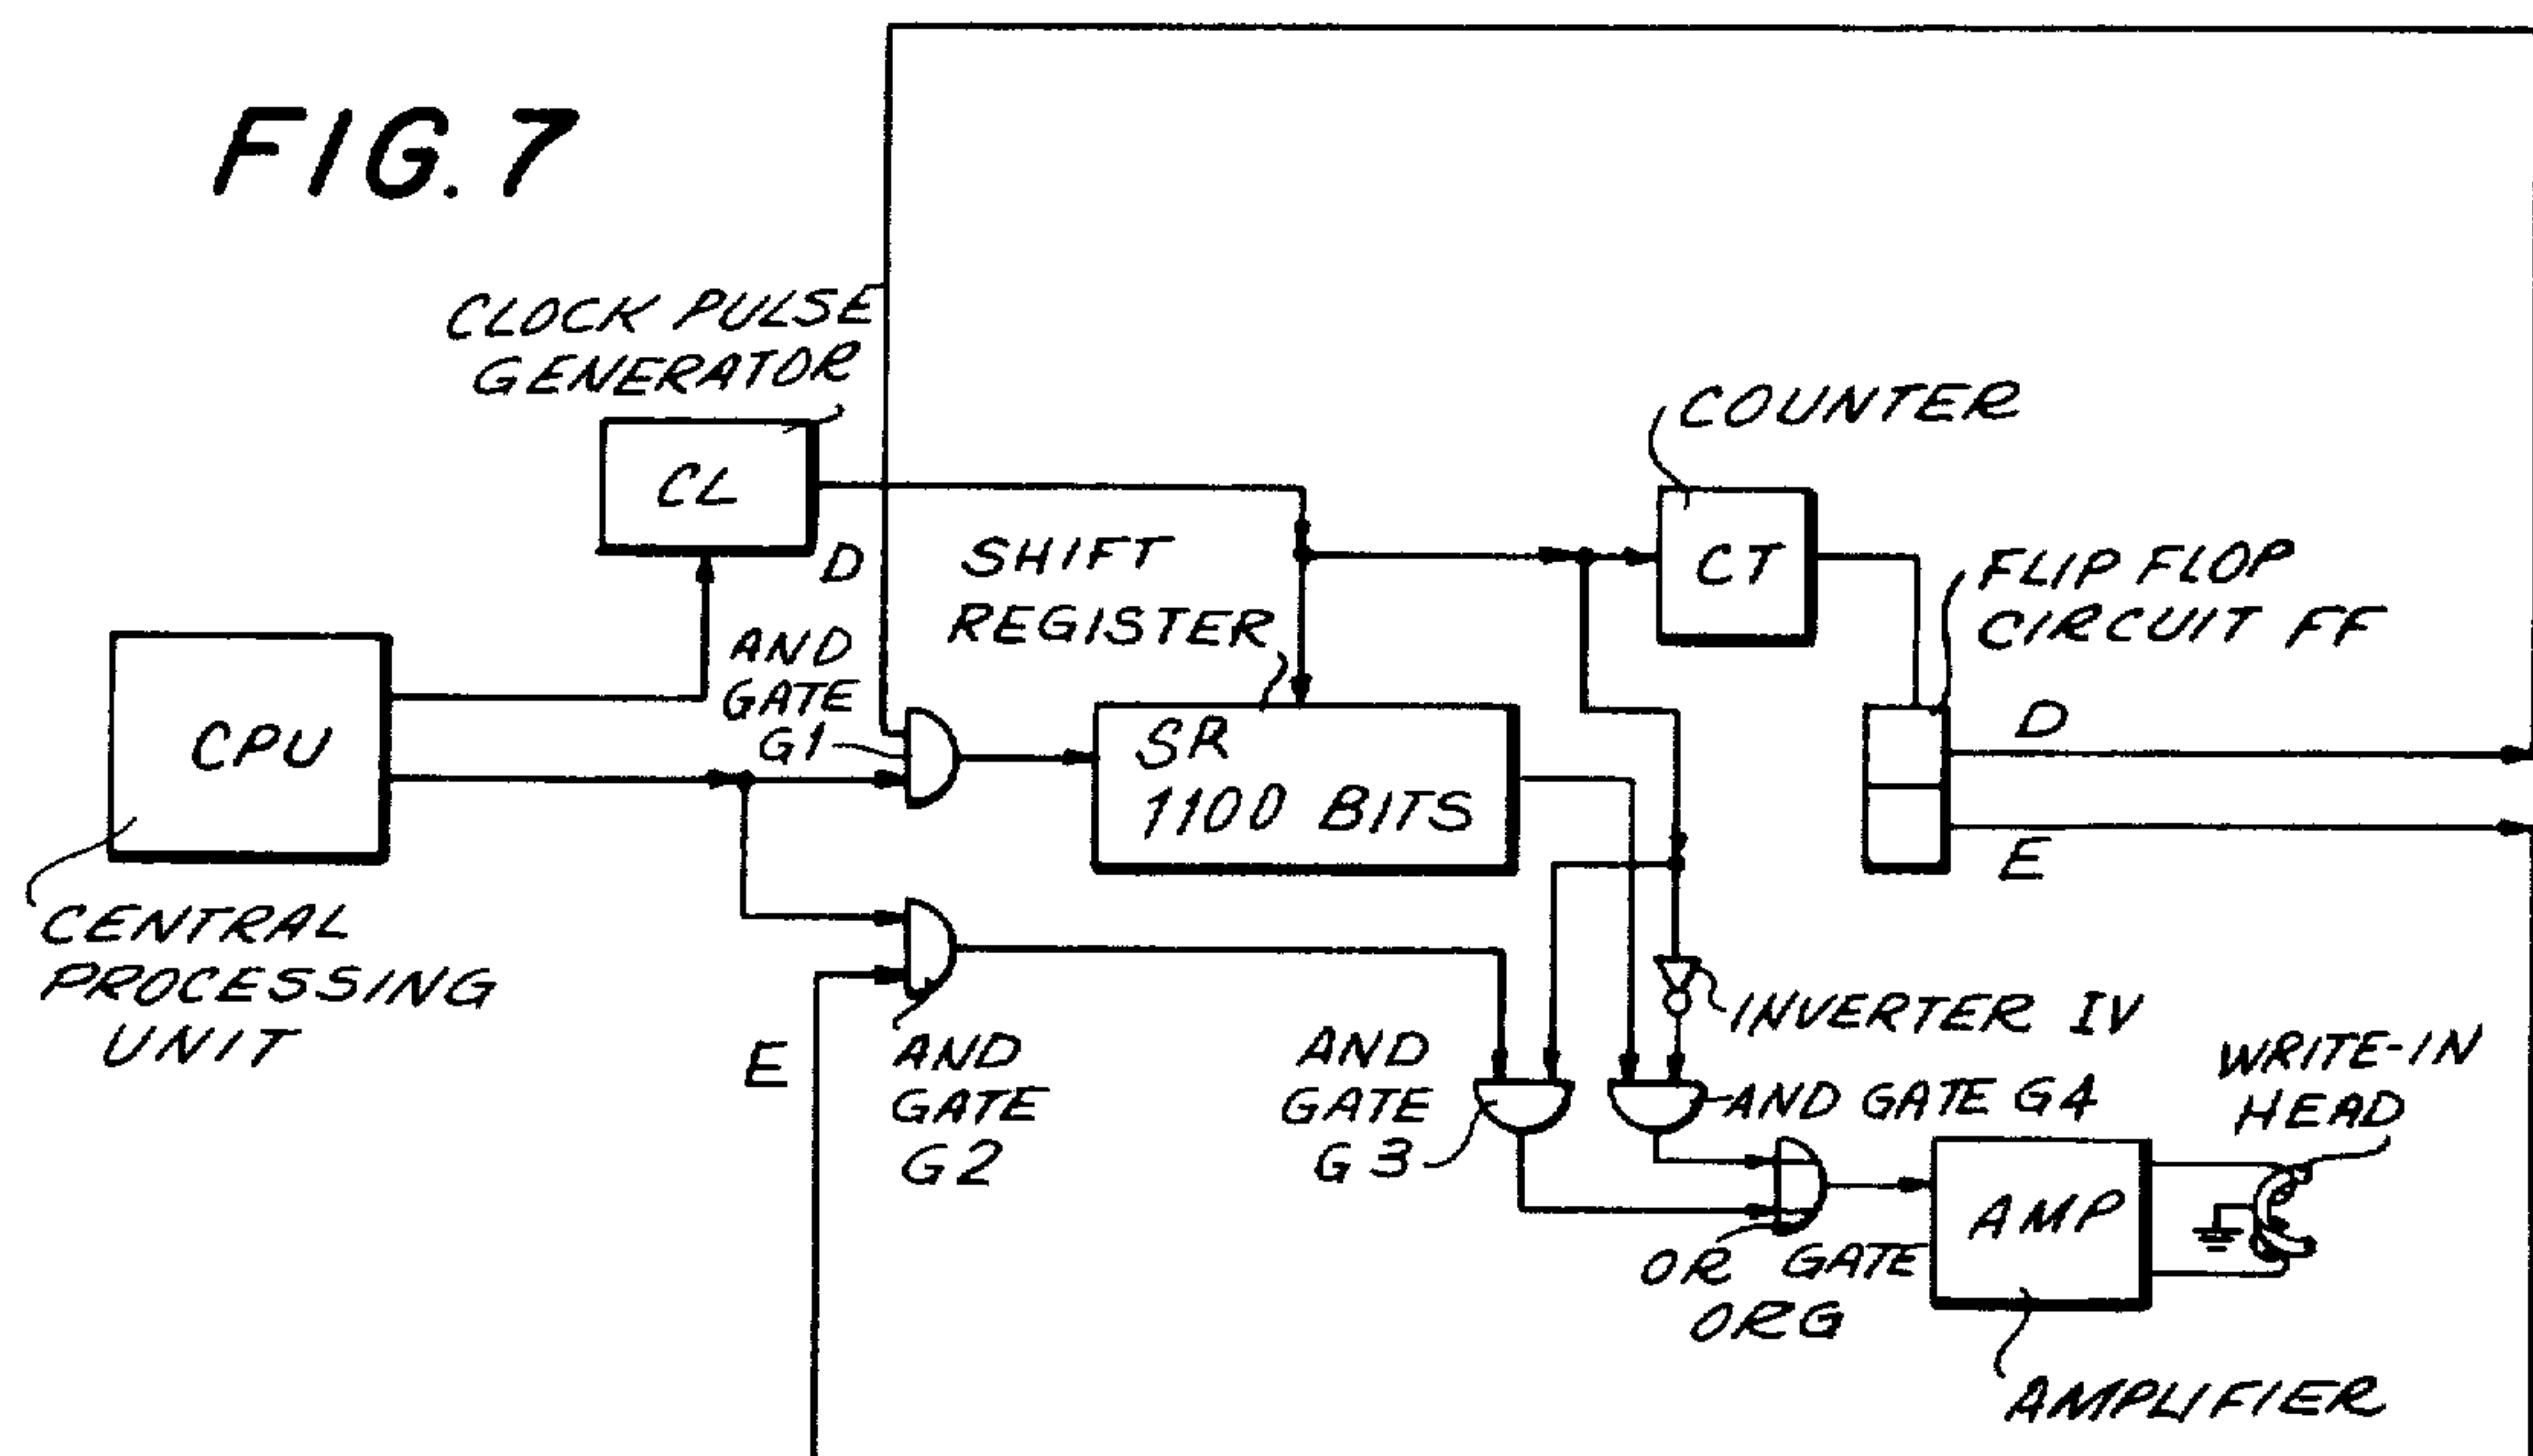 FIG. 7
CLOCK PULSE
GENERATOR
CL
D
COUNTER
CT
SHIFT
REGISTER
FLIP FLOP
CIRCUIT FF
AND
GATE
G1
CPU
SR
1100 BITS
D
E
CENTRAL
PROCESSING
UNIT
E
AND
GATE
G2
AND
GATE
G3
INVERTER IV
AND GATE G4
WRITE-IN
HEAD
OR GATE
ORG
AMP
AMPLIFIER